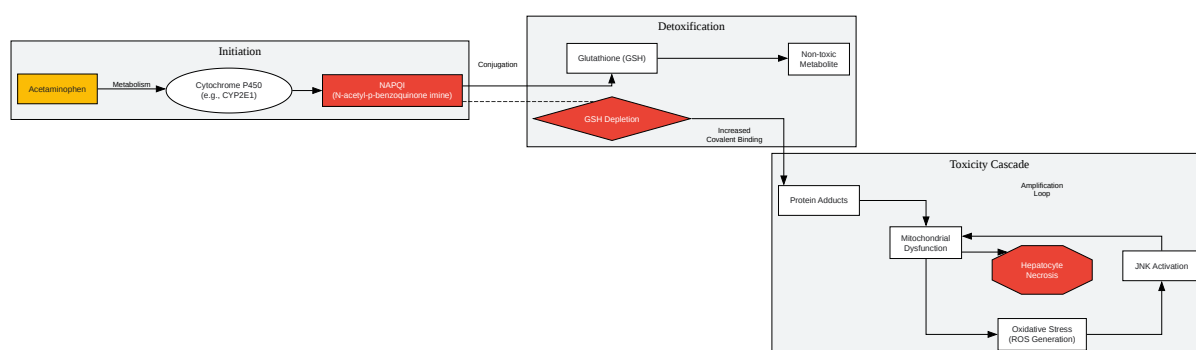 Initiation
Acetaminophen
Metabolism
Cytochrome P450
(e.g., CYP2E1)
NAPQI
(N-acetyl-p-benzoquinone imine)
Conjugation
Detoxification
Glutathione (GSH)
Non-toxic
Metabolite
GSH Depletion
Increased
Covalent Binding
Toxicity Cascade
Amplification
Loop
Protein Adducts
Mitochondrial
Dysfunction
Hepatocyte
Necrosis
JNK Activation
Oxidative Stress
(ROS Generation)